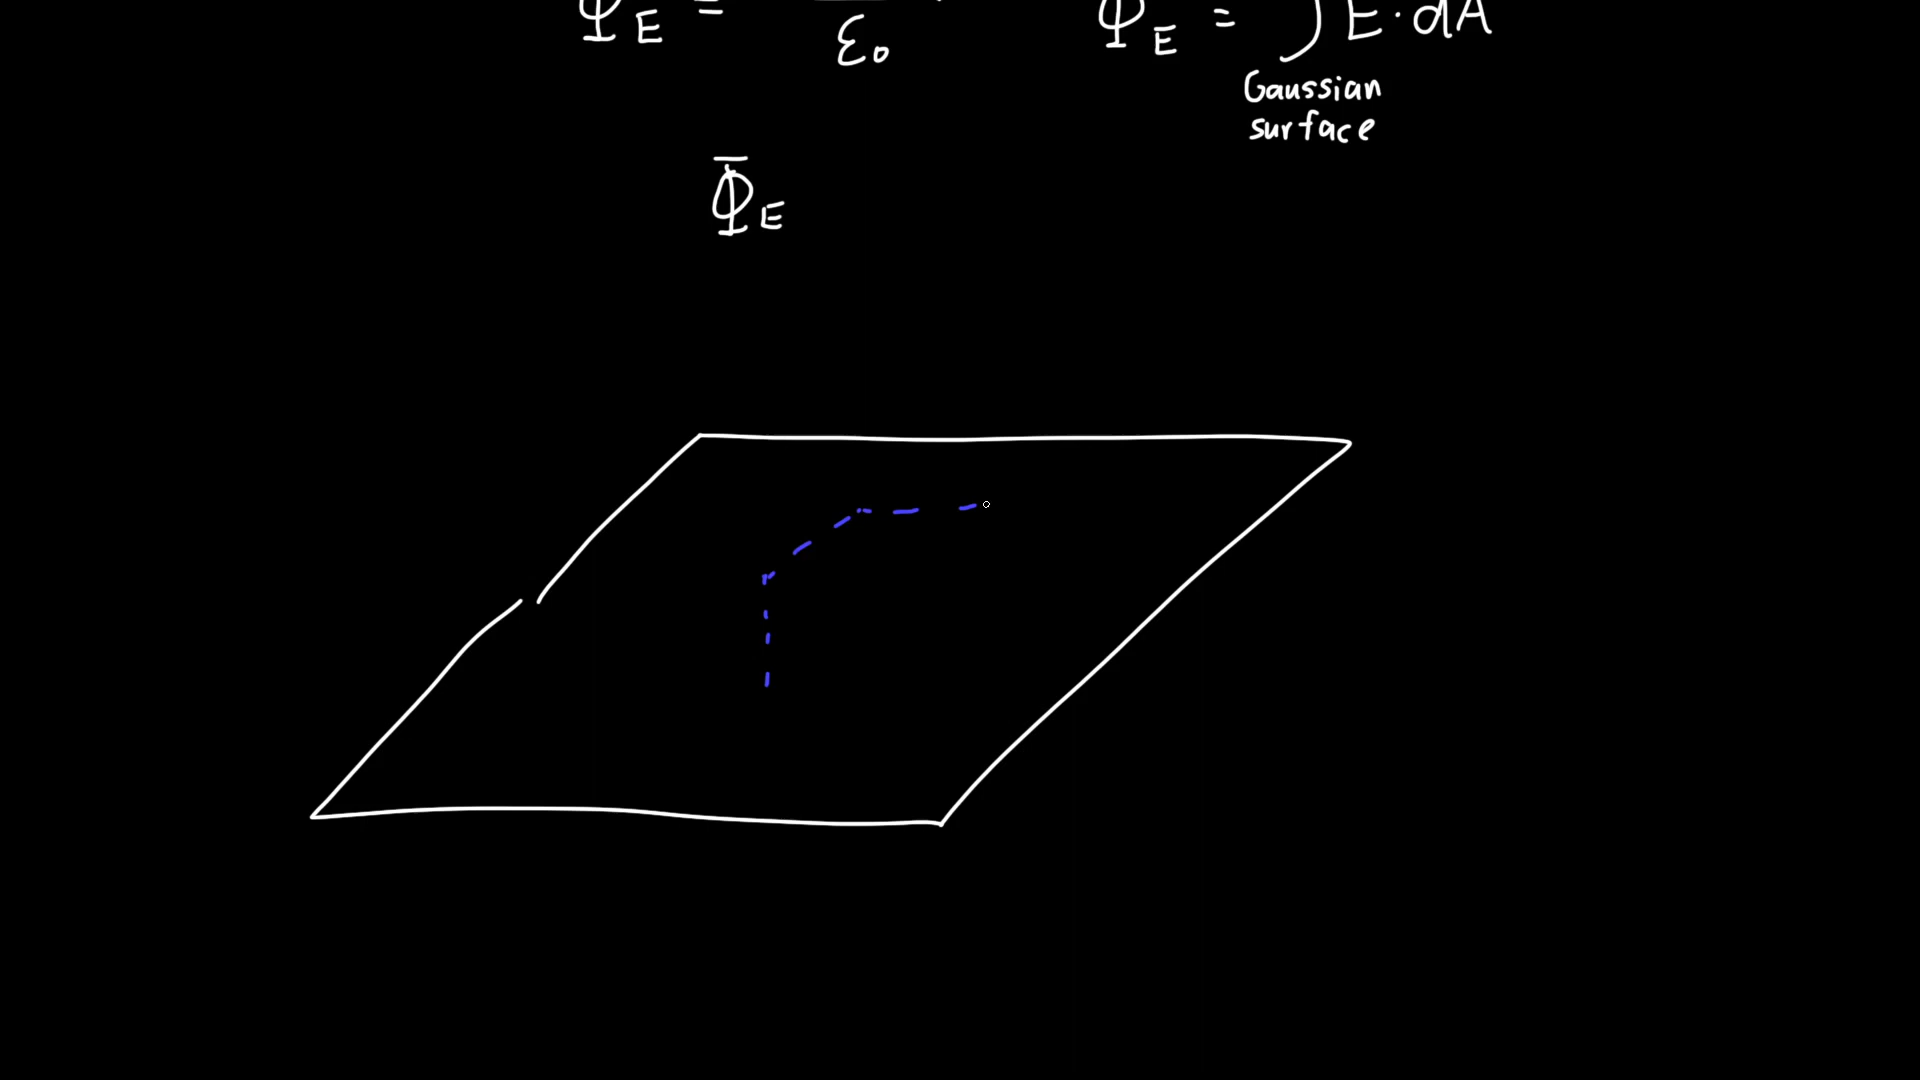 Φ_E = / ε₀
Φ_E = ∫ E · dA
Gaussian
surface
Φ_E